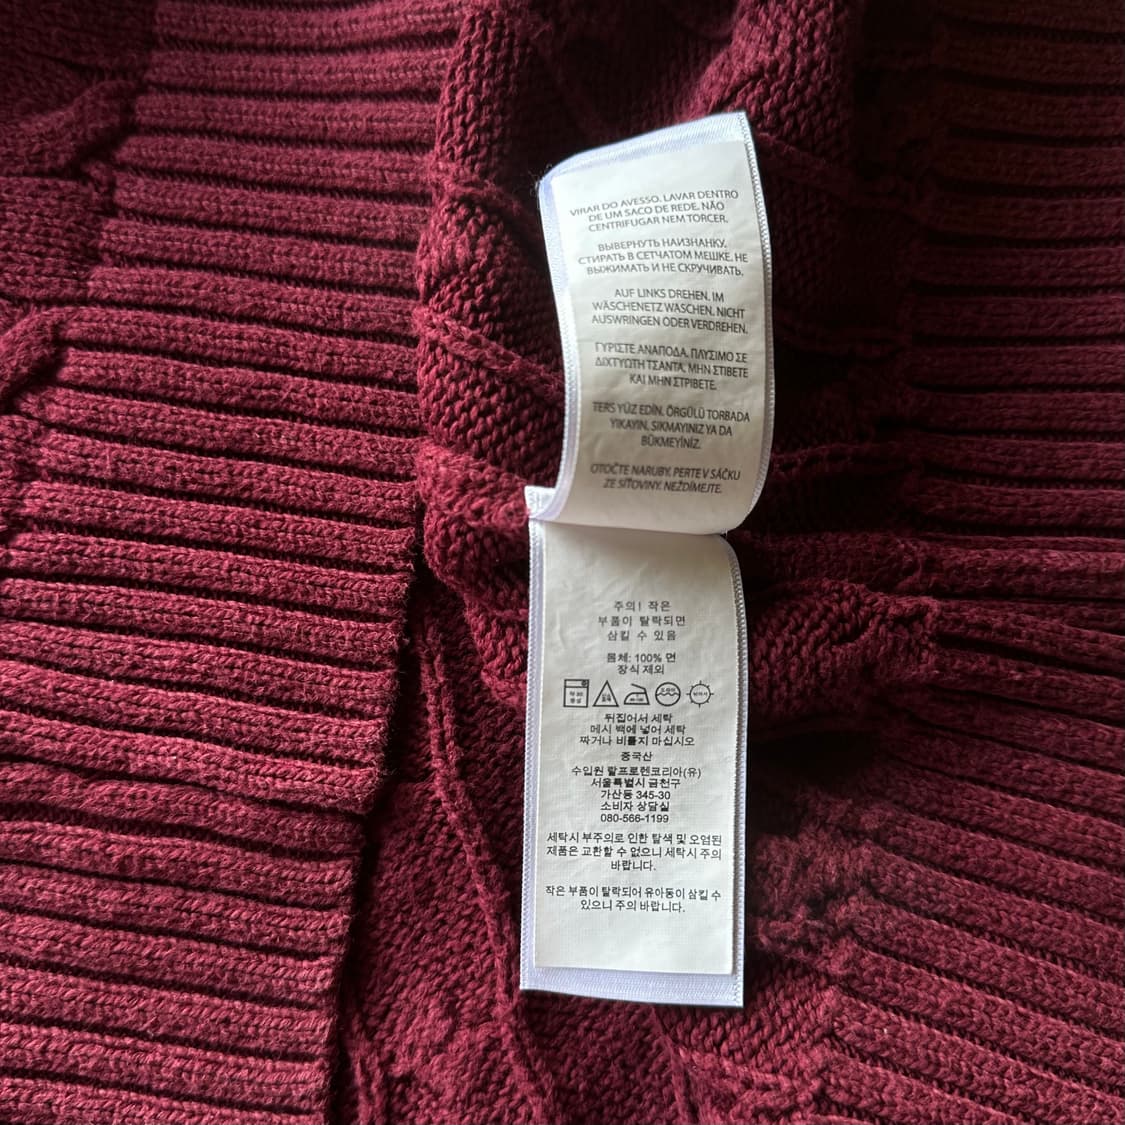 VIRAR DO AVESSO. LAVAR DENTRO
DE UM SACO DE REDE. NÃO
CENTRIFUGAR NEM TORCER.
ВЫВЕРНУТЬ НАИЗНАНКУ.
СТИРАТЬ В СЕТЧАТОМ МЕШКЕ. НЕ
ВЫЖИМАТЬ И НЕ СКРУЧИВАТЬ.
AUF LINKS DREHEN. IM
WÄSCHENETZ WASCHEN. NICHT
AUSWRINGEN ODER VERDREHEN.
ΓΥΡΙΣΤΕ ΑΝΑΠΟΔΑ. ΠΛΥΣΙΜΟ ΣΕ
ΔΙΧΤΥΩΤΗ ΤΣΑΝΤΑ. ΜΗΝ ΣΤΙΒΕΤΕ
ΚΑΙ ΜΗΝ ΣΤΡΙΒΕΤΕ.
TERS YÜZ EDİN. ÖRGÜLÜ TORBADA
YIKAYIN. SIKMAYINIZ YA DA
BÜKMEYİNİZ.
OTOČTE NARUBY. PERTE V SÁČKU
ZE SÍŤOVINY. NEŽDÍMEJTE.
주의! 작은
부품이 탈락되면
삼킬 수 있음
몸체: 100% 면
장식 제외
뒤집어서 세탁
메시 백에 넣어 세탁
짜거나 비틀지 마십시오
중국산
수입원 랄프로렌코리아(유)
서울특별시 금천구
가산동 345-30
소비자 상담실
080-566-1199
세탁시 부주의로 인한 탈색 및 오염된
제품은 교환할 수 없으니 세탁시 주의
바랍니다.
작은 부품이 탈락되어 유아동이 삼킬 수
있으니 주의 바랍니다.